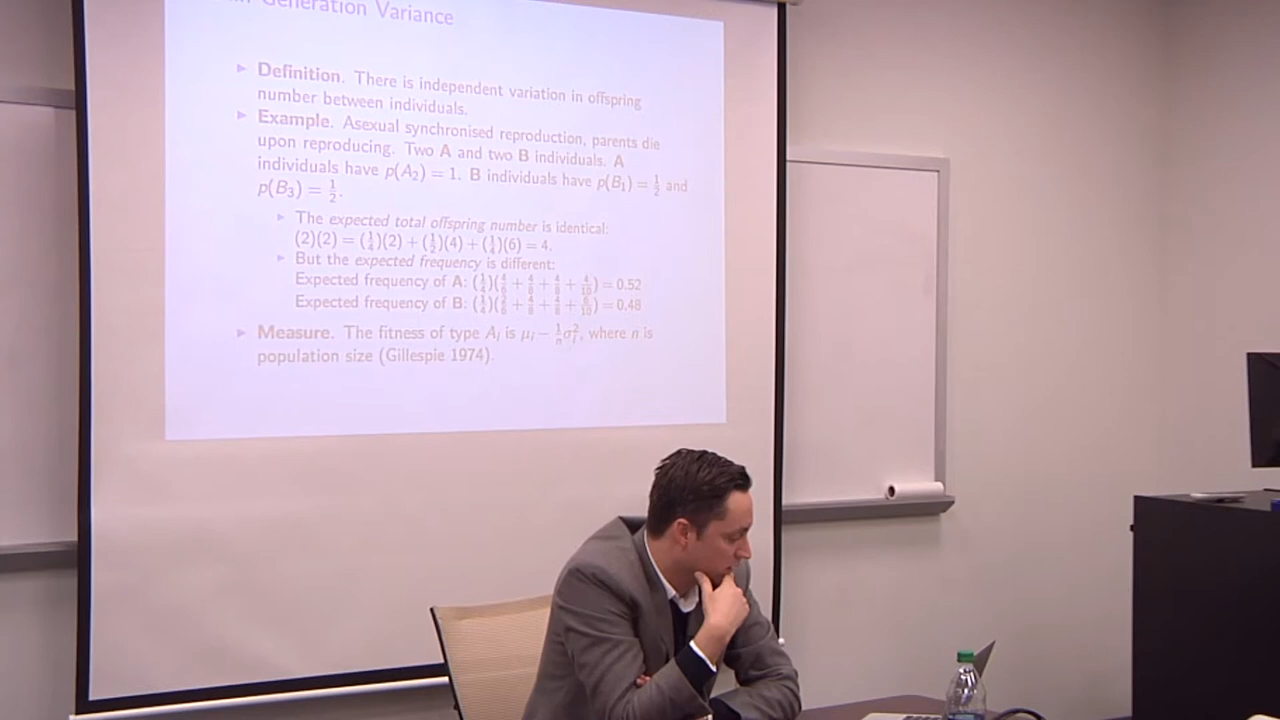 Generation Variance
▶ Definition. There is independent variation in offspring
number between individuals.
▶ Example. Asexual synchronised reproduction, parents die
upon reproducing. Two A and two B individuals. A
individuals have p(A₂) = 1. B individuals have p(B₁) = 1/2 and
p(B₃) = 1/2.
▶ The expected total offspring number is identical:
(2)(2) = (1/4)(2) + (1/2)(4) + (1/4)(6) = 4.
▶ But the expected frequency is different:
Expected frequency of A: (1/4)(4/6 + 4/8 + 4/8 + 4/10) = 0.52
Expected frequency of B: (1/4)(2/6 + 4/8 + 4/8 + 6/10) = 0.48
▶ Measure. The fitness of type Aᵢ is μᵢ − 1/n σᵢ², where n is
population size (Gillespie 1974).